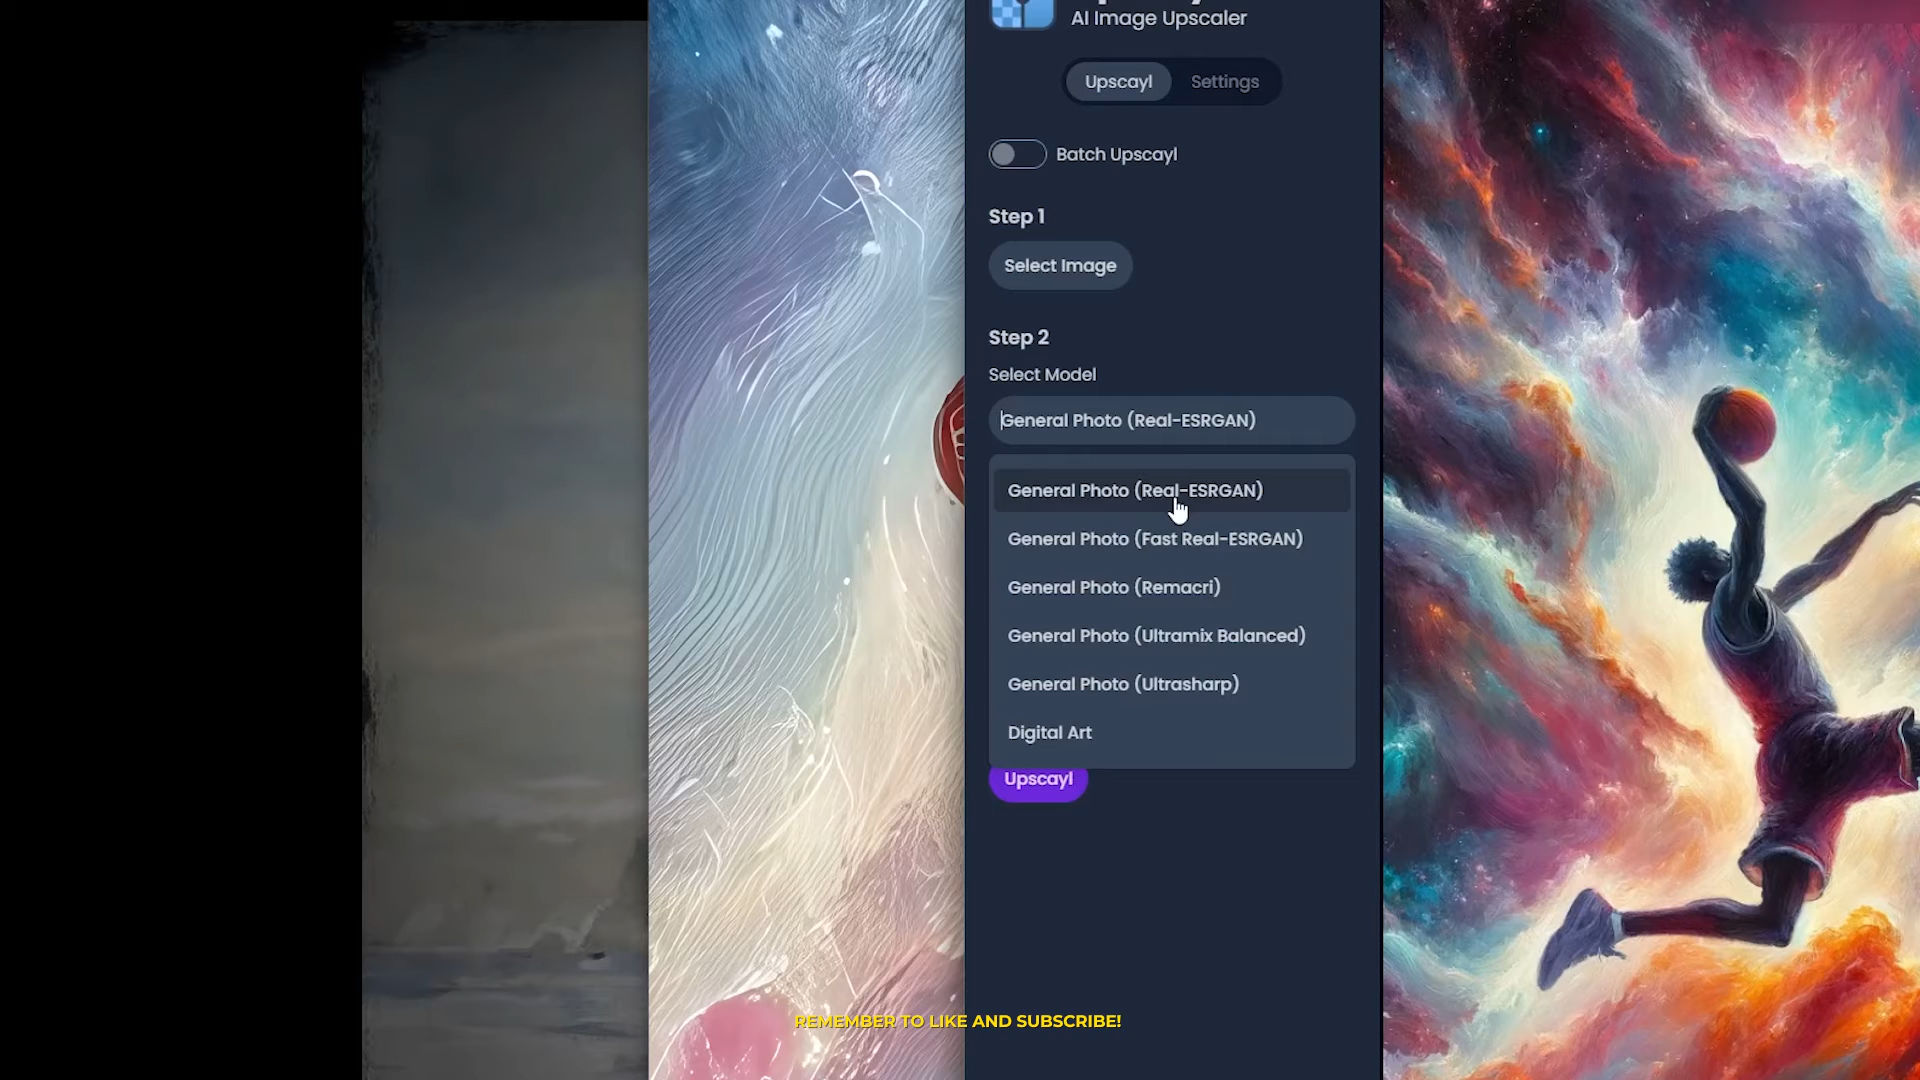 AI Image Upscaler
Upscayl
Settings
Batch Upscayl
Step 1
Select Image
Step 2
Select Model
General Photo (Real-ESRGAN)
General Photo (Real-ESRGAN)
General Photo (Fast Real-ESRGAN)
General Photo (Remacri)
General Photo (Ultramix Balanced)
General Photo (Ultrasharp)
Digital Art
Upscayl
REMEMBER TO LIKE AND SUBSCRIBE!